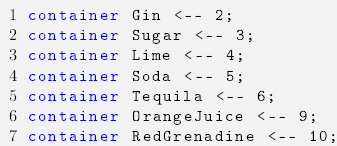 1 container Gin <-- 2;
2 container Sugar <-- 3;
3 container Lime <-- 4;
4 container Soda <-- 5;
5 container Tequila <-- 6;
6 container OrangeJuice <-- 9;
7 container RedGrenadine <-- 10;